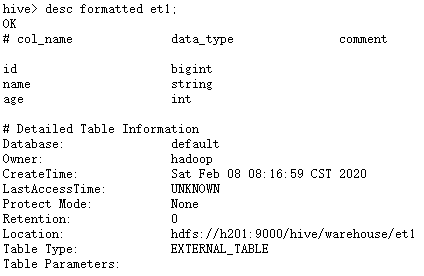 hive> desc formatted et1;
OK
# col_name data_type comment
id bigint
name string
age int
# Detailed Table Information
Database: default
Owner: hadoop
CreateTime: Sat Feb 08 08:16:59 CST 2020
LastAccessTime: UNKNOWN
Protect Mode: None
Retention: 0
Location: hdfs://h201:9000/hive/warehouse/et1
Table Type: EXTERNAL_TABLE
Table Parameters: